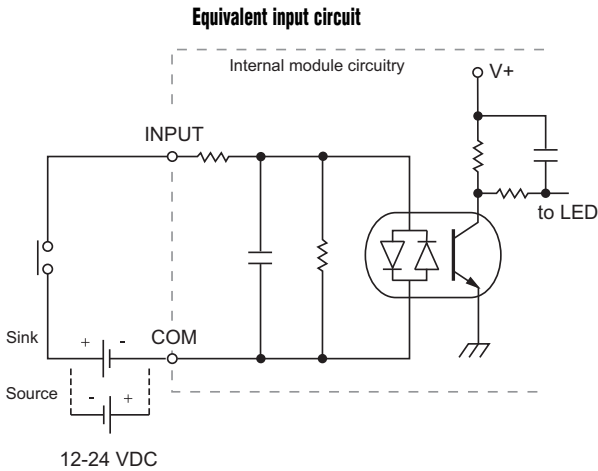 Equivalent input circuit
Internal module circuitry
V+
INPUT
to LED
Sink
+ -
COM
Source
- +
12-24 VDC